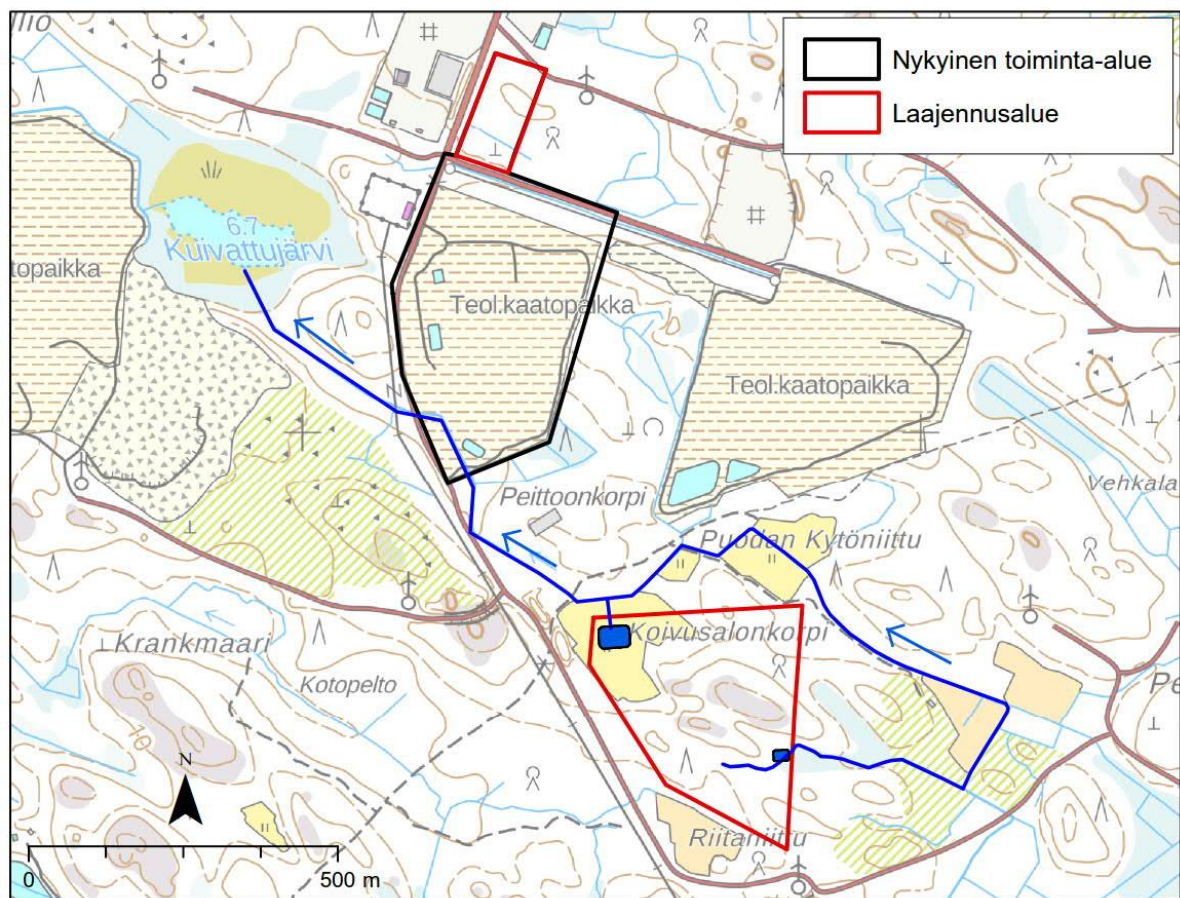 Nykyinen toiminta-alue
Laajennusalue
6.7
Kuivattujärvi
topaikka
Teol.kaatopaikka
Teol.kaatopaikka
Peittoonkorpi
Vehkala
Puodan Kytöniittu
Koivusalonkorpi
Krankmaari
Kotopelto
Pe
10
N
Riitaniittu
0
500 m